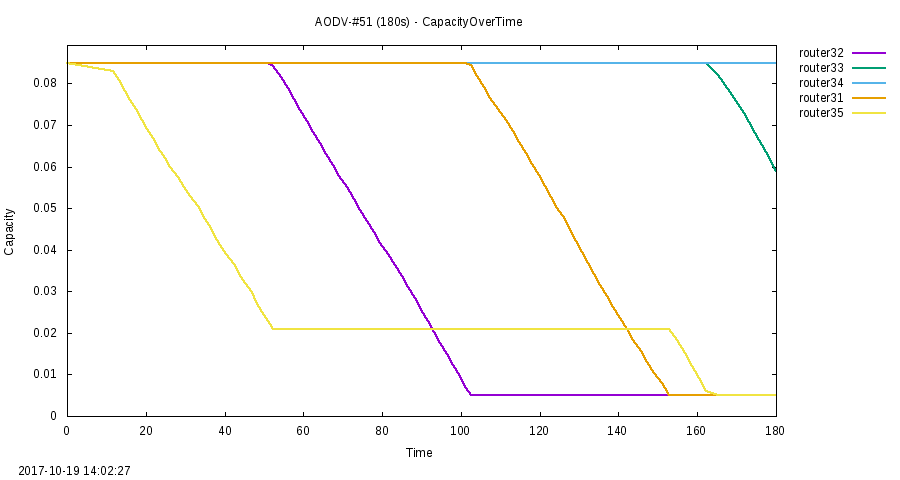 AODV-#51 (180s) - CapacityOverTime
router32
router33
router34
router31
router35
0.08
0.07
0.06
0.05
0.04
0.03
0.02
0.01
0
Capacity
0 20 40 60 80 100 120 140 160 180
Time
2017-10-19 14:02:27